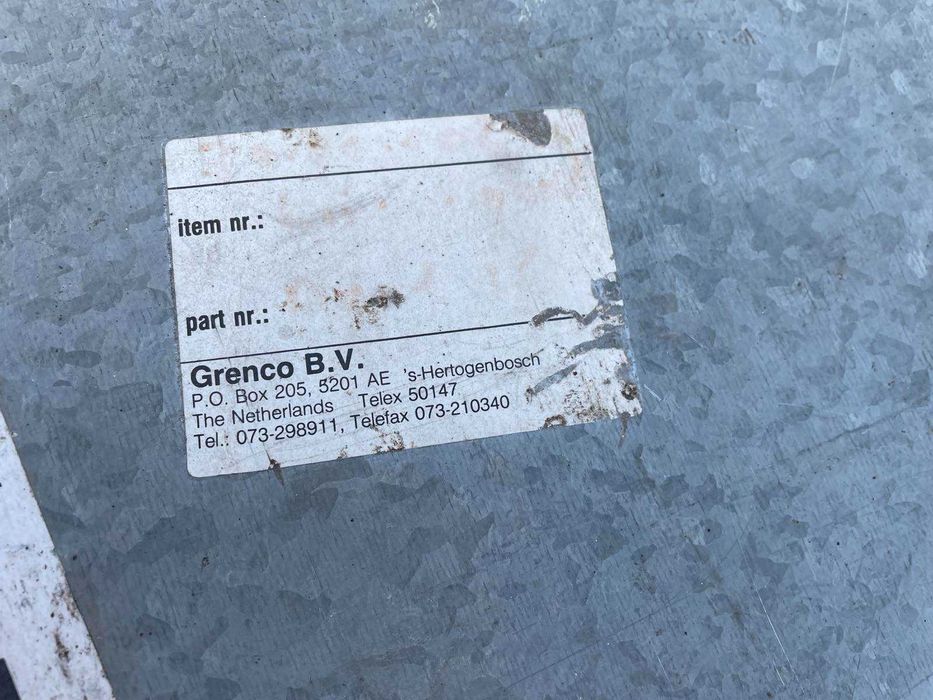 item nr.:
part nr.:
Grenco B.V.
P.O. Box 205, 5201 AE 's-Hertogenbosch
The Netherlands Telex 50147
Tel.: 073-298911, Telefax 073-210340